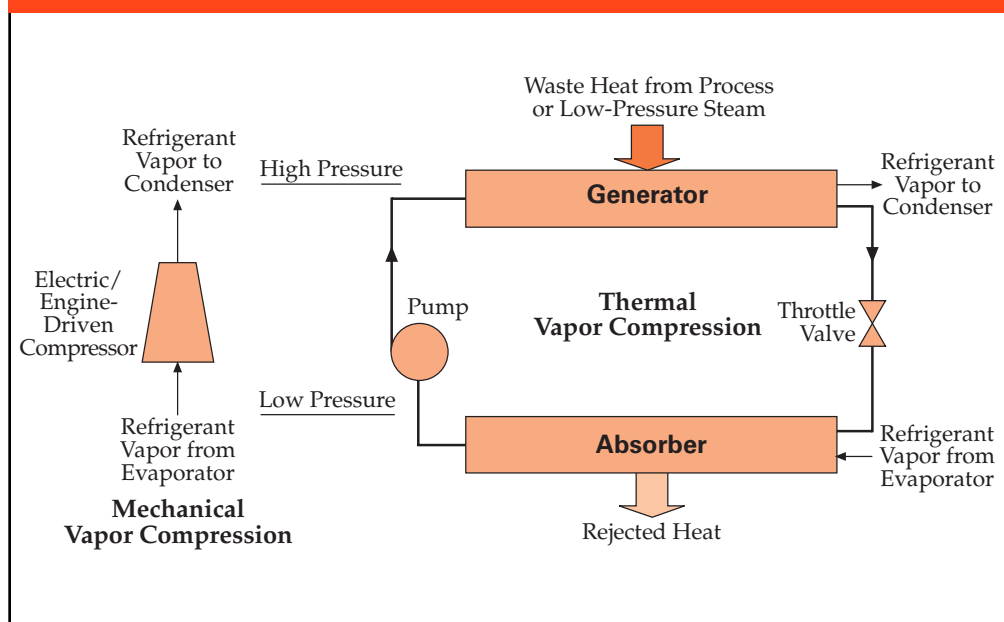 Waste Heat from Process
or Low-Pressure Steam
Refrigerant
Vapor to
Condenser
High Pressure
Generator
Refrigerant
Vapor to
Condenser
Electric/
Engine-
Driven
Compressor
Pump
Thermal
Vapor Compression
Throttle
Valve
Low Pressure
Refrigerant
Vapor from
Evaporator
Absorber
Refrigerant
Vapor from
Evaporator
Mechanical
Vapor Compression
Rejected Heat